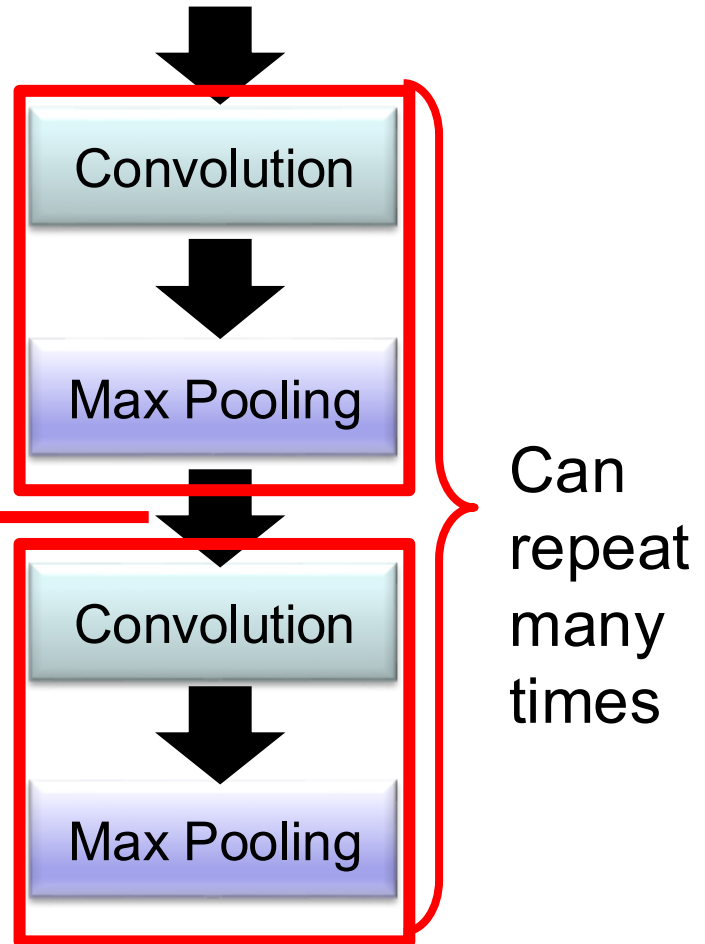 Convolution
Max Pooling
Can
repeat
many
times
Convolution
Max Pooling